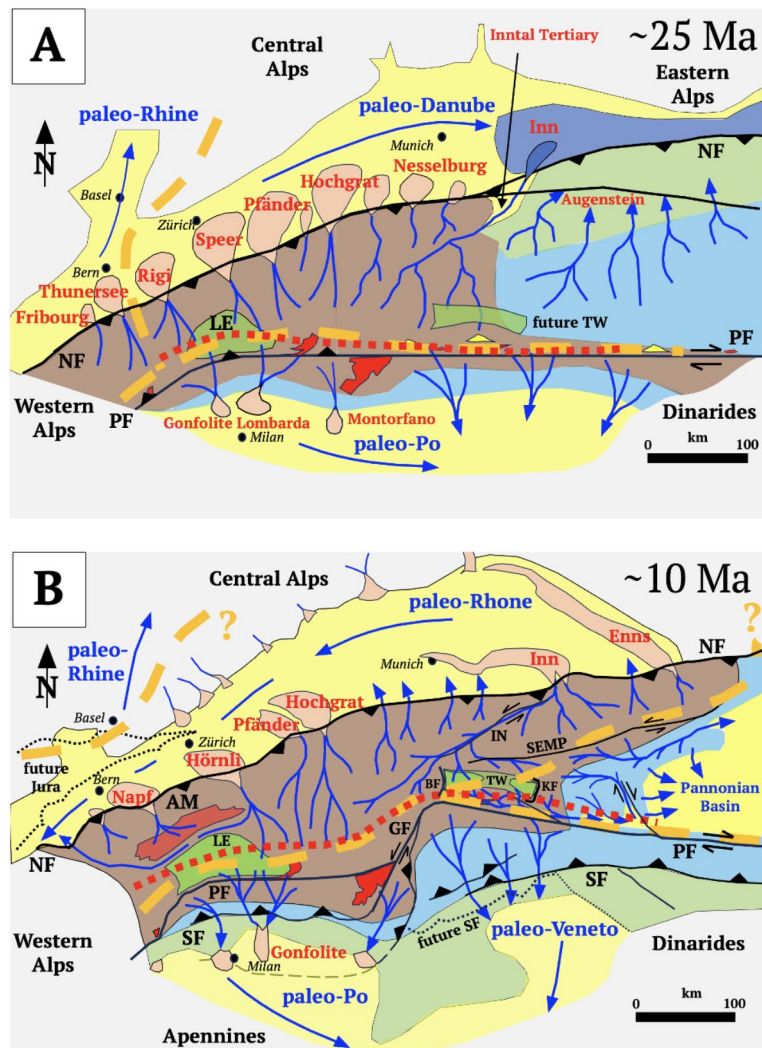 A
~25 Ma
Central
Alps
Inntal Tertiary
Eastern
Alps
paleo-Rhine
paleo-Danube
N
Munich
Inn
NF
Basel
Nesselburg
Hochgrat
Zürich
Pfänder
Augenstein
Speer
Bern
Rigi
Thunersee
Fribourg
LE
future TW
NF
PF
Western
Alps
PF
Gonfolite Lombarda
Montorfano
Dinarides
Milan
paleo-Po
0
km
100
B
~10 Ma
Central Alps
paleo-Rhone
?
?
paleo-
Rhine
Enns
NF
N
Munich
Inn
Basel
Hochgrat
Pfänder
Zürich
IN
future
Jura
Hörnli
SEMP
Bern
Napf
AM
BF
TW
KF
Pannonian
Basin
LE
GF
NF
PF
PF
SF
SF
Western
Alps
Gonfolite
future SF
paleo-Veneto
Dinarides
Milan
paleo-Po
km
0
100
Apennines